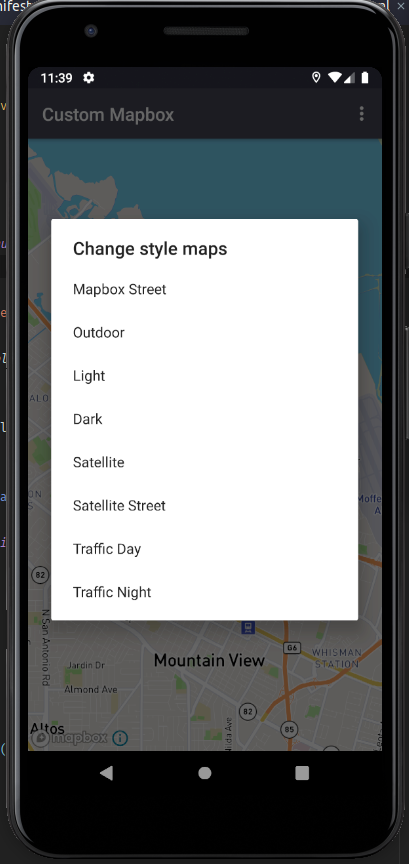 11:39
Custom Mapbox
Change style maps
Mapbox Street
Outdoor
Light
Dark
Satellite
Satellite Street
Traffic Day
Traffic Night
82
N San Antonio Rd
Jardin Dr
Almond Ave
Mountain View
G6
WHISMAN
STATION
82
85
Altos
mapbox